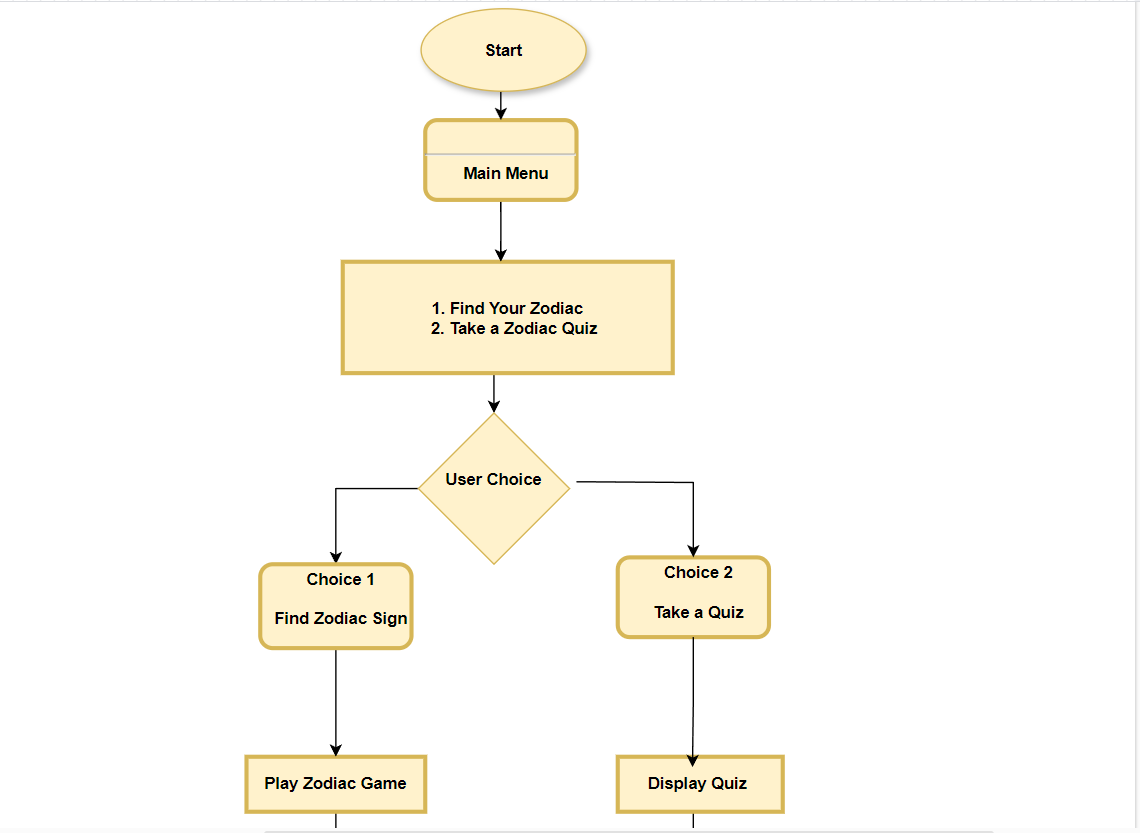 Start
Main Menu
1. Find Your Zodiac
2. Take a Zodiac Quiz
User Choice
Choice 1
Find Zodiac Sign
Choice 2
Take a Quiz
Play Zodiac Game
Display Quiz